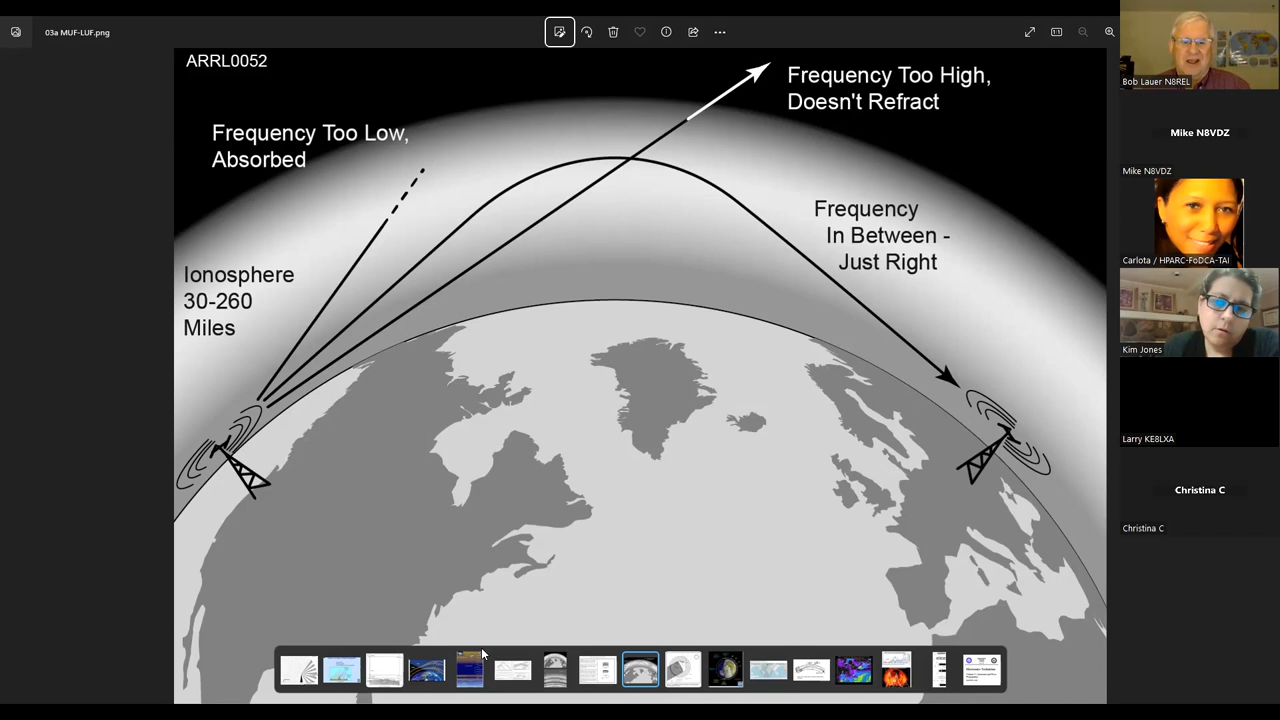 03a MUF-LUF.png
ARRL0052
Frequency Too High,
Doesn't Refract
Frequency Too Low,
Absorbed
Frequency
In Between -
Just Right
Ionosphere
30-260
Miles
Bob Lauer N8REL
Mike N8VDZ
Mike N8VDZ
Carlota / HPARC-FoDCA-TAI
Kim Jones
Larry KE8LXA
Christina C
Christina C